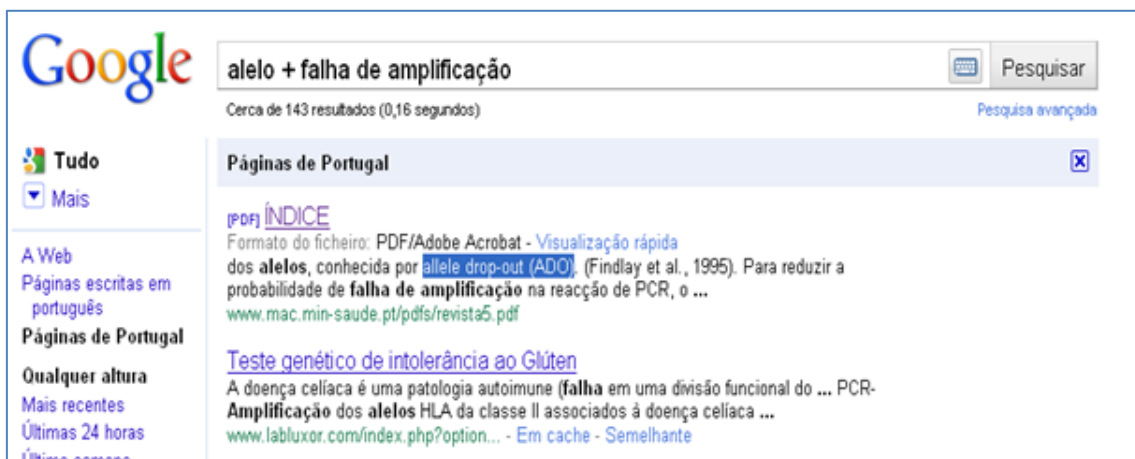 Google
alelo + falha de amplificação
Pesquisar
Cerca de 143 resultados (0,16 segundos)
Pesquisa avançada
Tudo
Mais
A Web
Páginas escritas em
português
Páginas de Portugal
Qualquer altura
Mais recentes
Últimas 24 horas
Última semana
Páginas de Portugal
[PDF] ÍNDICE
Formato do ficheiro: PDF/Adobe Acrobat - Visualização rápida
dos alelos, conhecida por allele drop-out (ADO). (Findlay et al., 1995). Para reduzir a
probabilidade de falha de amplificação na reacção de PCR, o ...
www.mac.min-saude.pt/pdfs/revista5.pdf
Teste genético de intolerância ao Glúten
A doença celíaca é uma patologia autoimune (falha em uma divisão funcional do ... PCR-
Amplificação dos alelos HLA da classe II associados à doença celíaca ...
www.labluxor.com/index.php?option... - Em cache - Semelhante